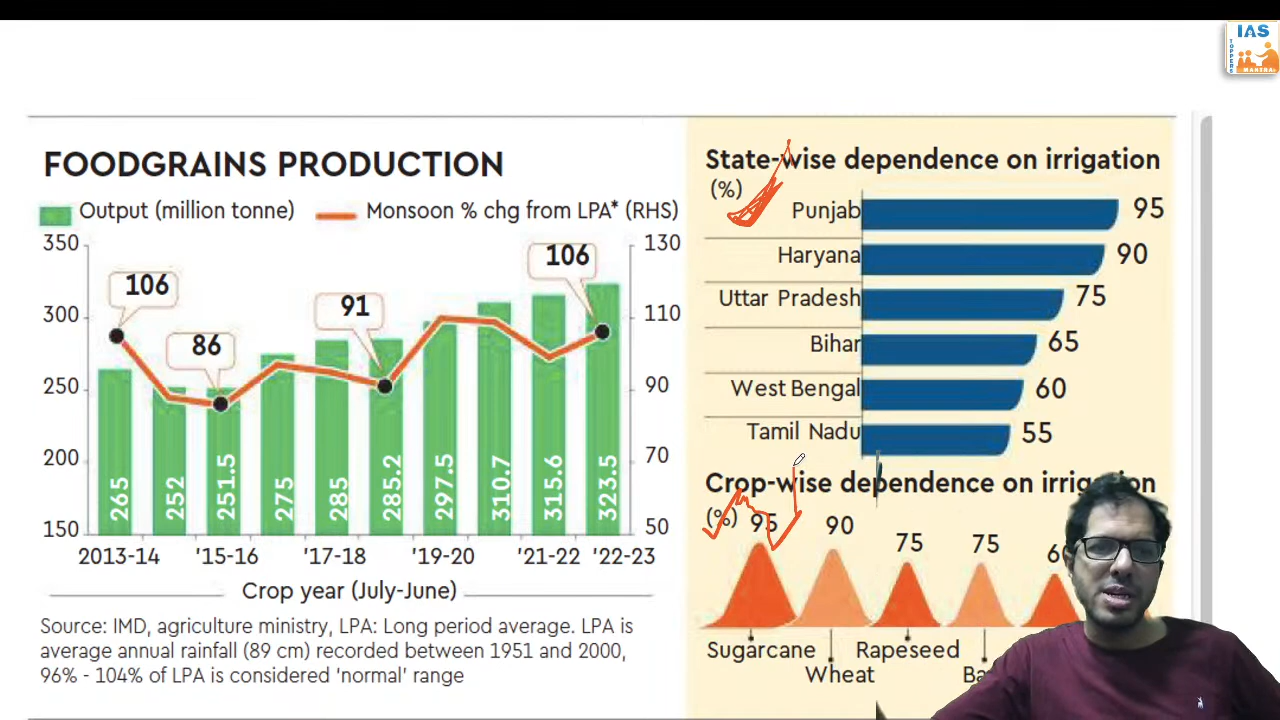 IAS
TOPPERS
MANTRA
FOODGRAINS PRODUCTION
Output (million tonne)
Monsoon % chg from LPA* (RHS)
350
300
250
200
150
130
110
90
70
50
106
86
91
106
265
252
251.5
275
285
285.2
297.5
310.7
315.6
323.5
2013-14 '15-16 '17-18 '19-20 '21-22 '22-23
Crop year (July-June)
Source: IMD, agriculture ministry, LPA: Long period average. LPA is
average annual rainfall (89 cm) recorded between 1951 and 2000,
96% - 104% of LPA is considered 'normal' range
State-wise dependence on irrigation
(%)
Punjab 95
Haryana 90
Uttar Pradesh 75
Bihar 65
West Bengal 60
Tamil Nadu 55
Crop-wise dependence on irrigation
(%) 95 90 75 75
Sugarcane
Wheat
Rapeseed